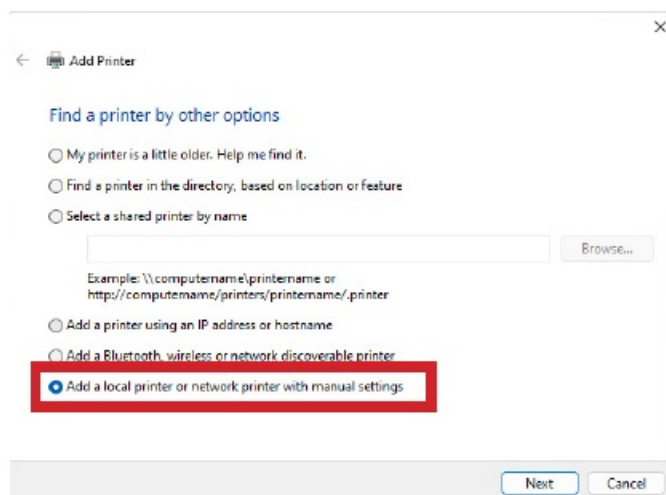 Add Printer
Find a printer by other options
My printer is a little older. Help me find it.
Find a printer in the directory, based on location or feature
Select a shared printer by name
Browse...
Example: \\computername\printername or
http://computername/printers/printername/.printer
Add a printer using an IP address or hostname
Add a Bluetooth, wireless or network discoverable printer
Add a local printer or network printer with manual settings
Next Cancel